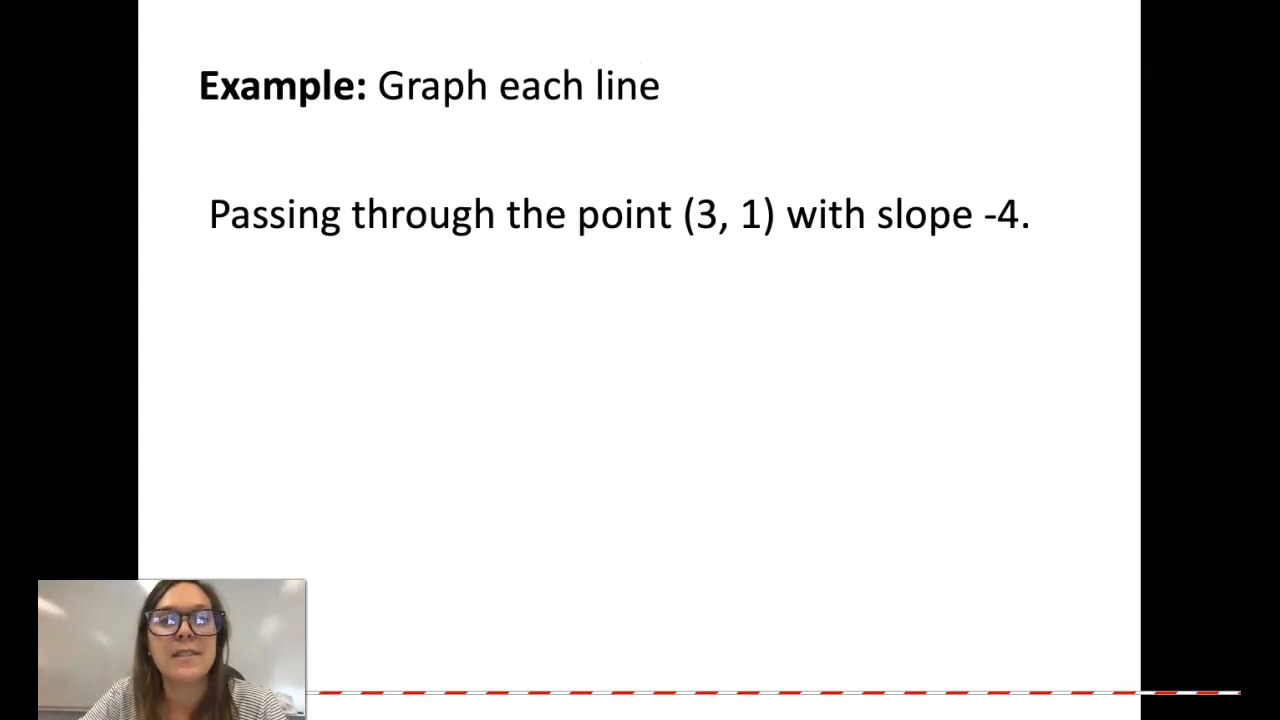 Example: Graph each line
Passing through the point (3, 1) with slope -4.